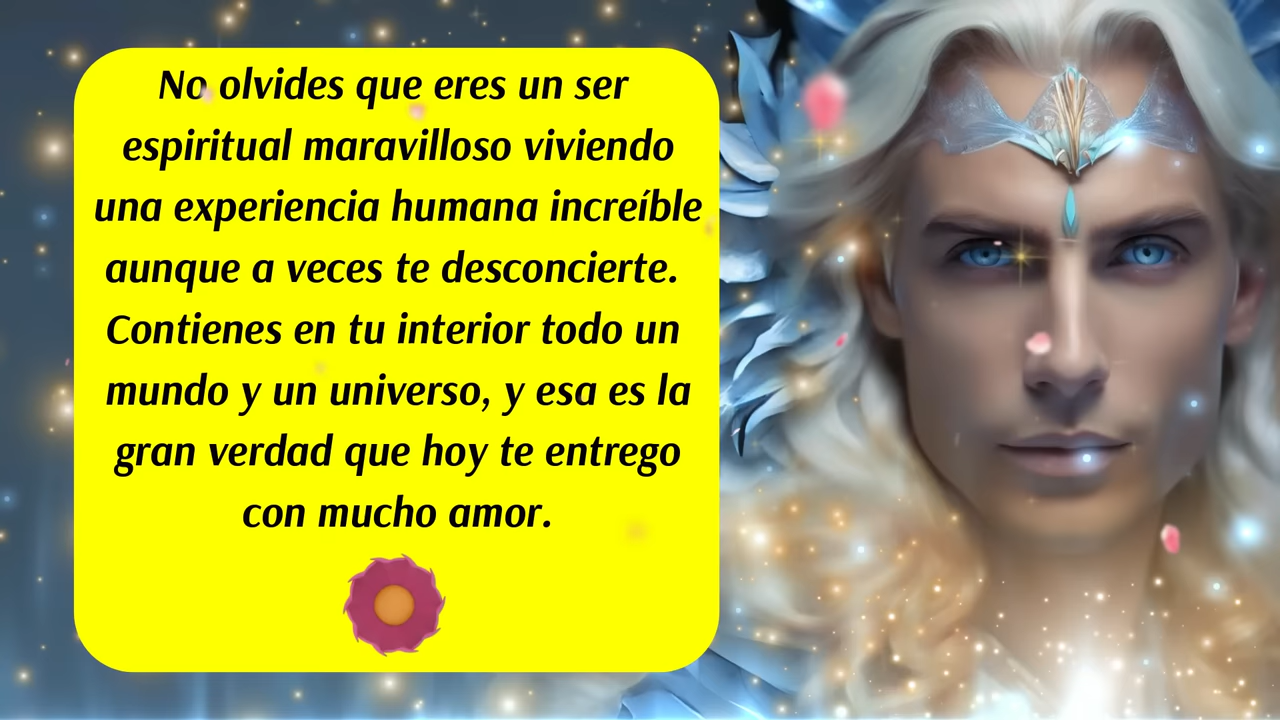 No olvides que eres un ser
espiritual maravilloso viviendo
una experiencia humana increíble
aunque a veces te desconcierte.
Contienes en tu interior todo un
mundo y un universo, y esa es la
gran verdad que hoy te entrego
con mucho amor.